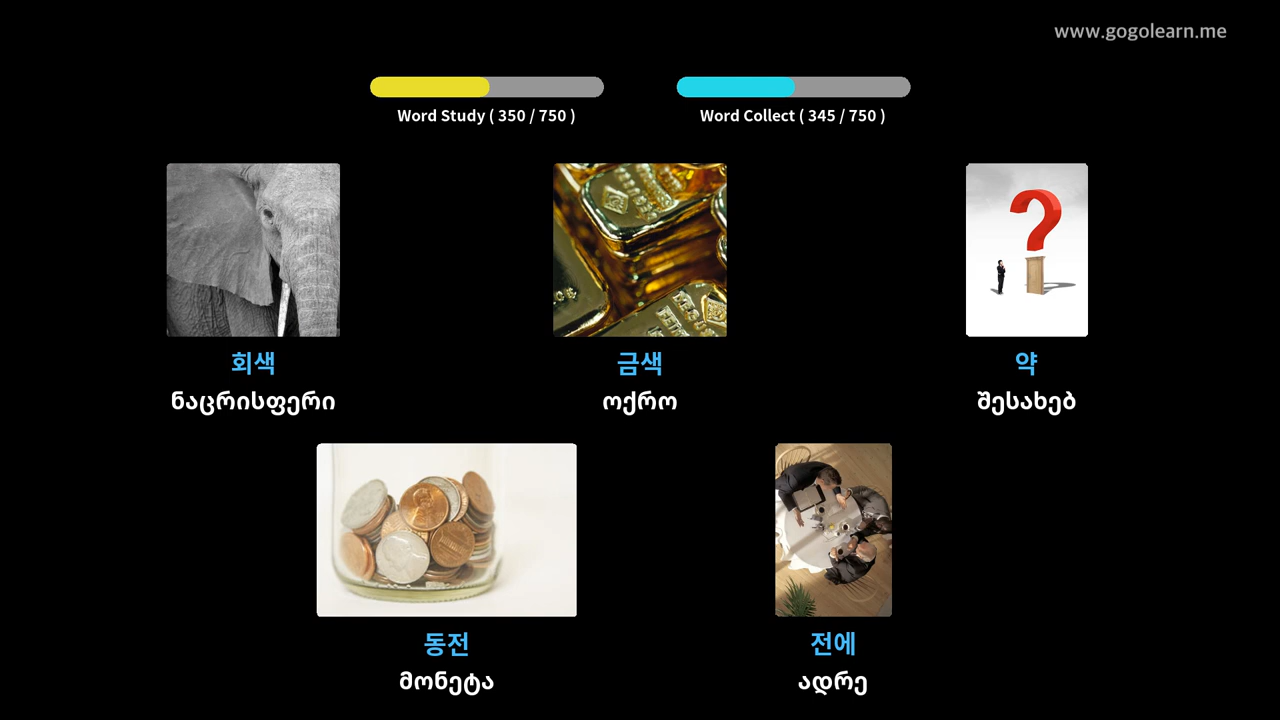 www.gogolearn.me
Word Study ( 350 / 750 )
Word Collect ( 345 / 750 )
회색
ნაცრისფერი
금색
ოქრო
약
შესახებ
동전
მონეტა
전에
ადრე